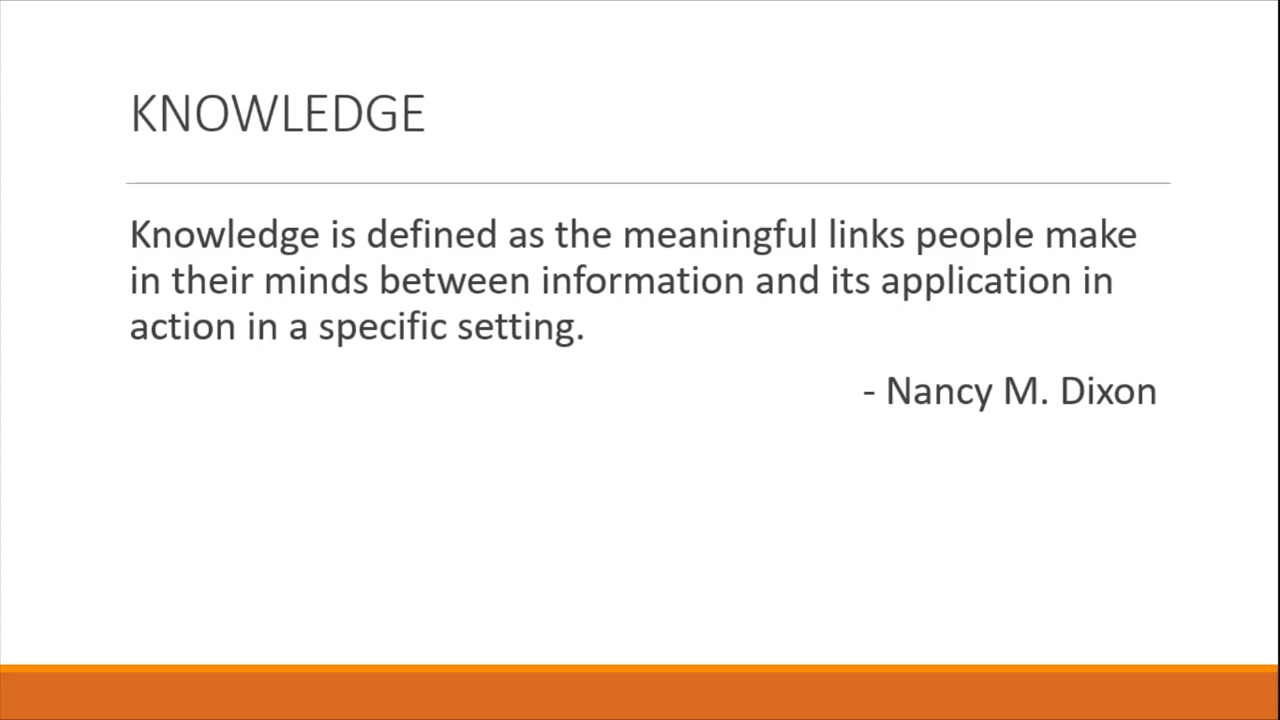 KNOWLEDGE
Knowledge is defined as the meaningful links people make
in their minds between information and its application in
action in a specific setting.
- Nancy M. Dixon